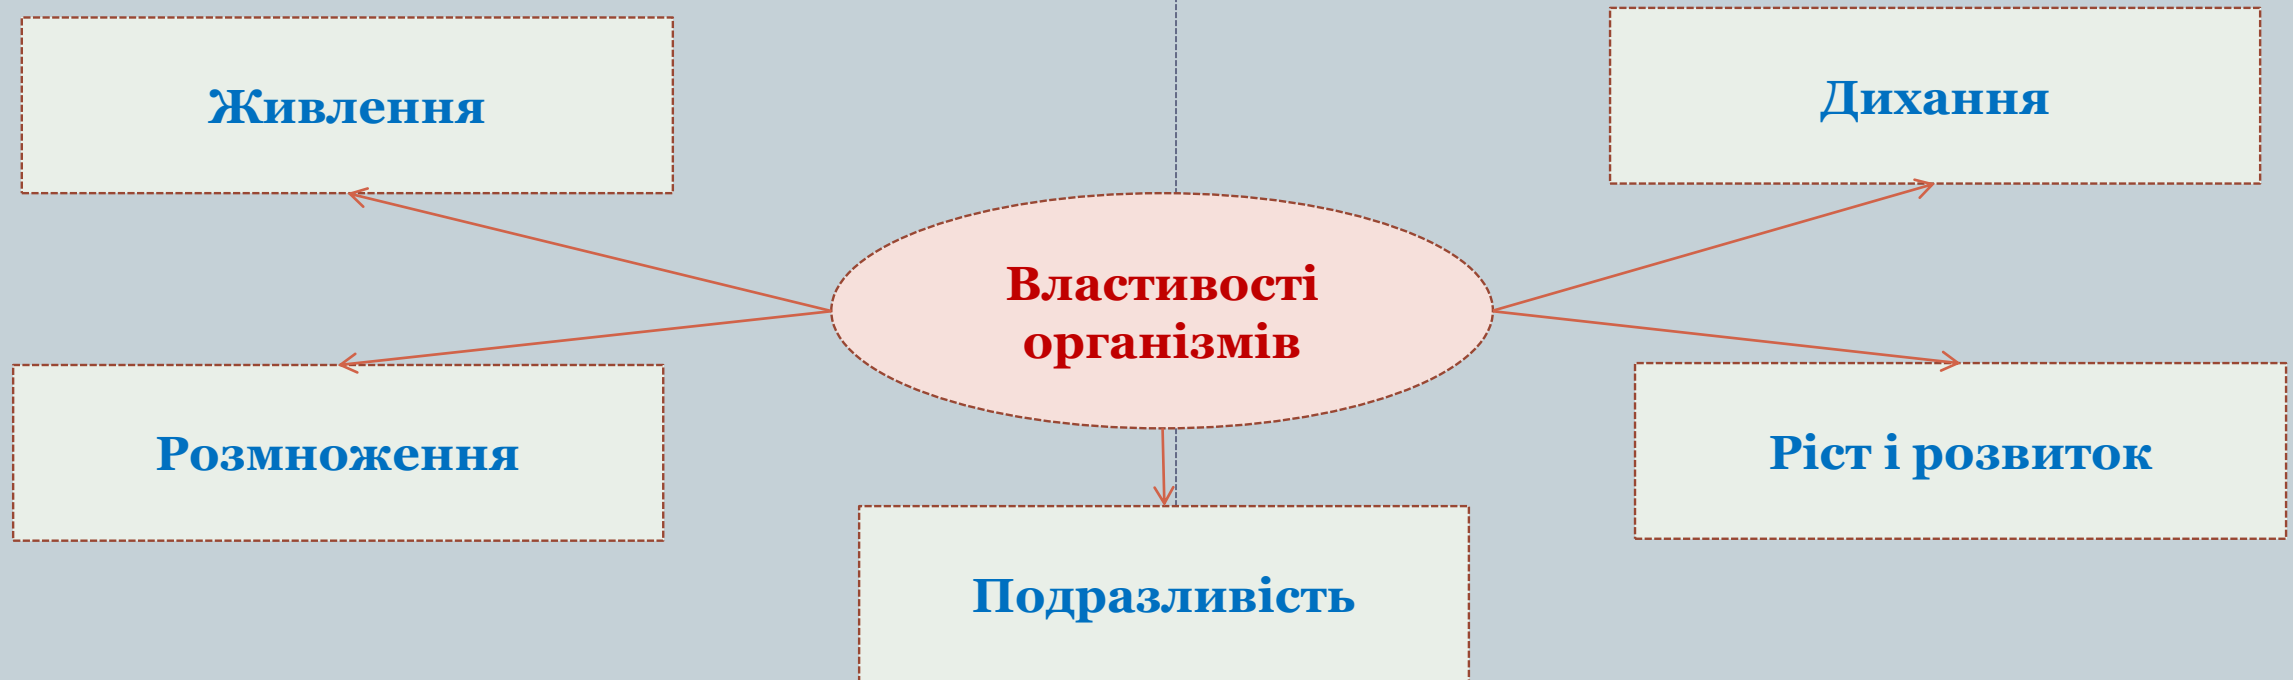 Живлення
Дихання
Властивості
організмів
Розмноження
Ріст і розвиток
Подразливість